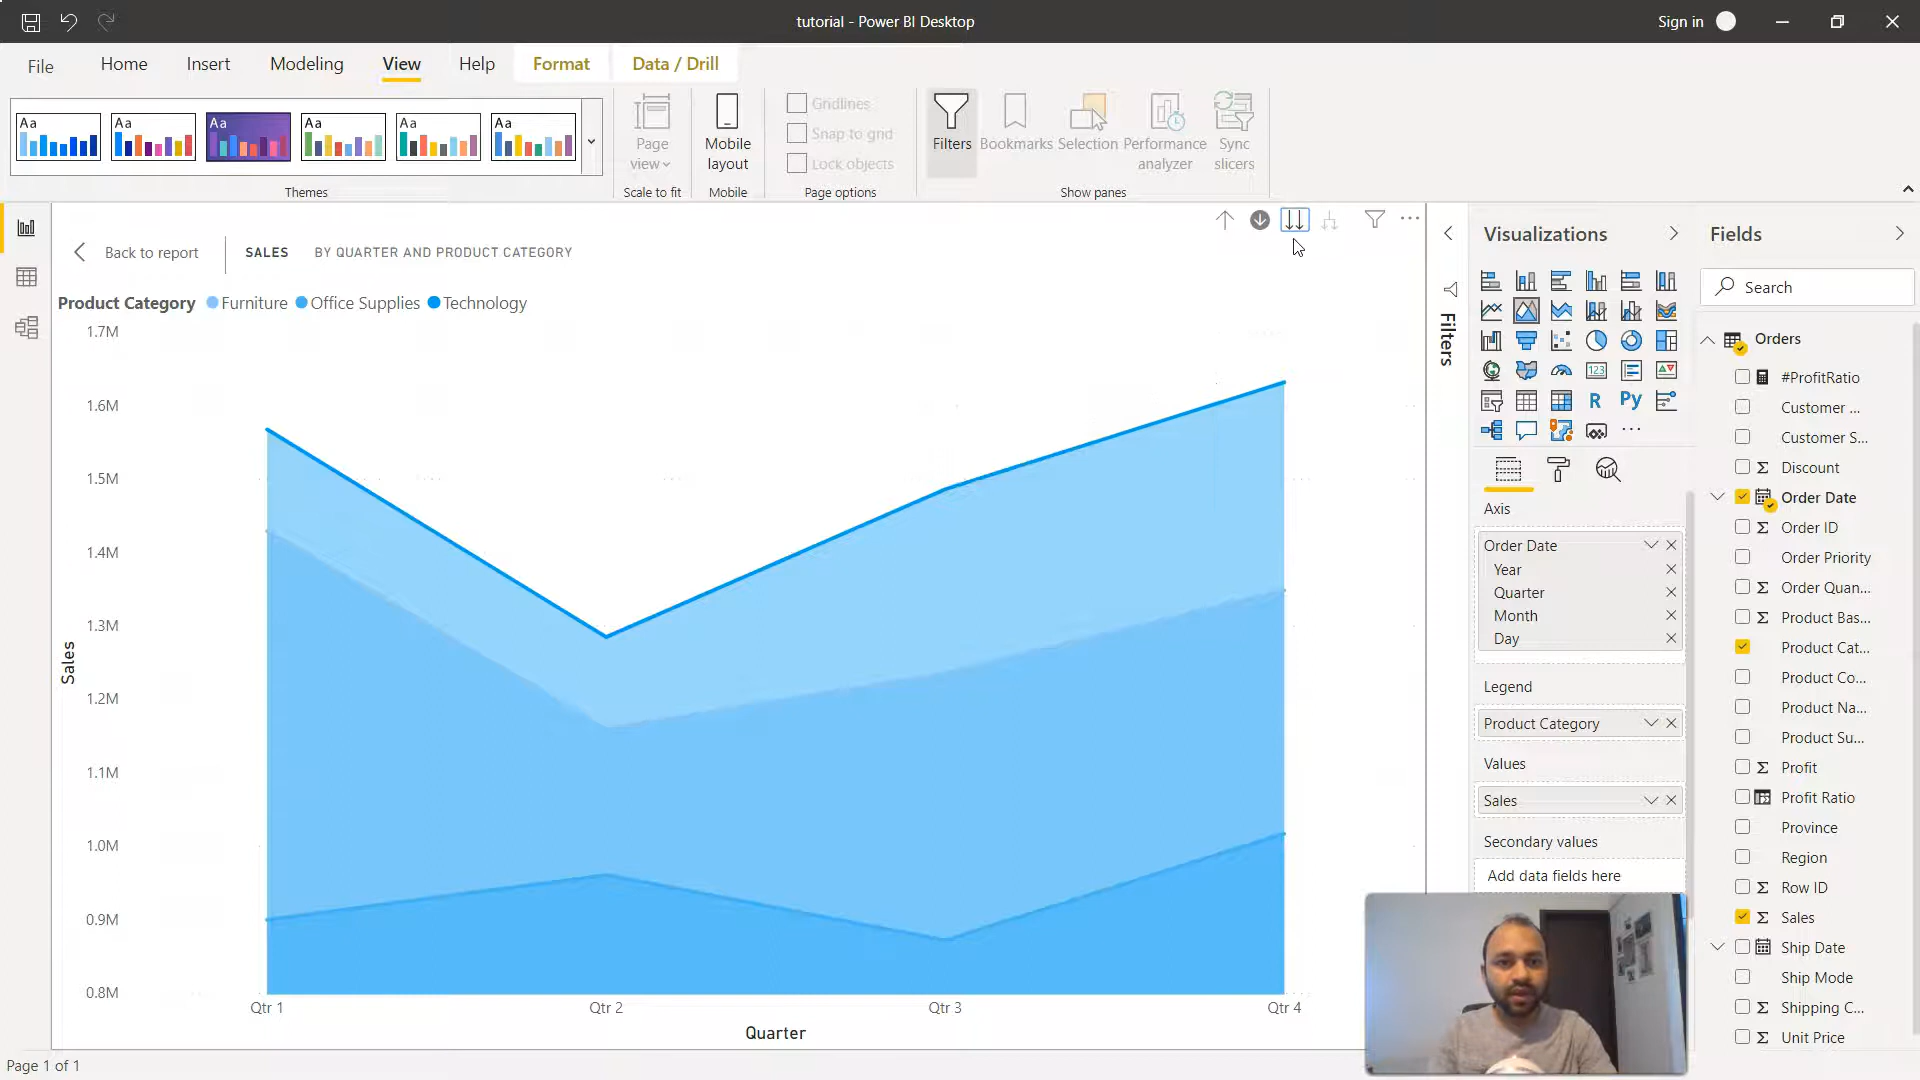 tutorial - Power BI Desktop
Sign in
File Home Insert Modeling View Help Format Data / Drill
Aa Aa Aa Aa Aa Aa
Themes
Page view
Scale to fit
Mobile layout
Mobile
Gridlines
Snap to grid
Lock objects
Page options
Filters
Bookmarks
Selection
Performance analyzer
Sync slicers
Show panes
Back to report
SALES BY QUARTER AND PRODUCT CATEGORY
Product Category Furniture Office Supplies Technology
1.7M
1.6M
1.5M
1.4M
1.3M
1.2M
1.1M
1.0M
0.9M
0.8M
Sales
Qtr 1 Qtr 2 Qtr 3 Qtr 4
Quarter
Filters
Visualizations
123
R Py
Axis
Order Date
Year
Quarter
Month
Day
Legend
Product Category
Values
Sales
Secondary values
Add data fields here
Fields
Search
Orders
#ProfitRatio
Customer ...
Customer S...
Discount
Order Date
Order ID
Order Priority
Order Quan...
Product Bas...
Product Cat...
Product Co...
Product Na...
Product Su...
Profit
Profit Ratio
Province
Region
Row ID
Sales
Ship Date
Ship Mode
Shipping C...
Unit Price
Page 1 of 1